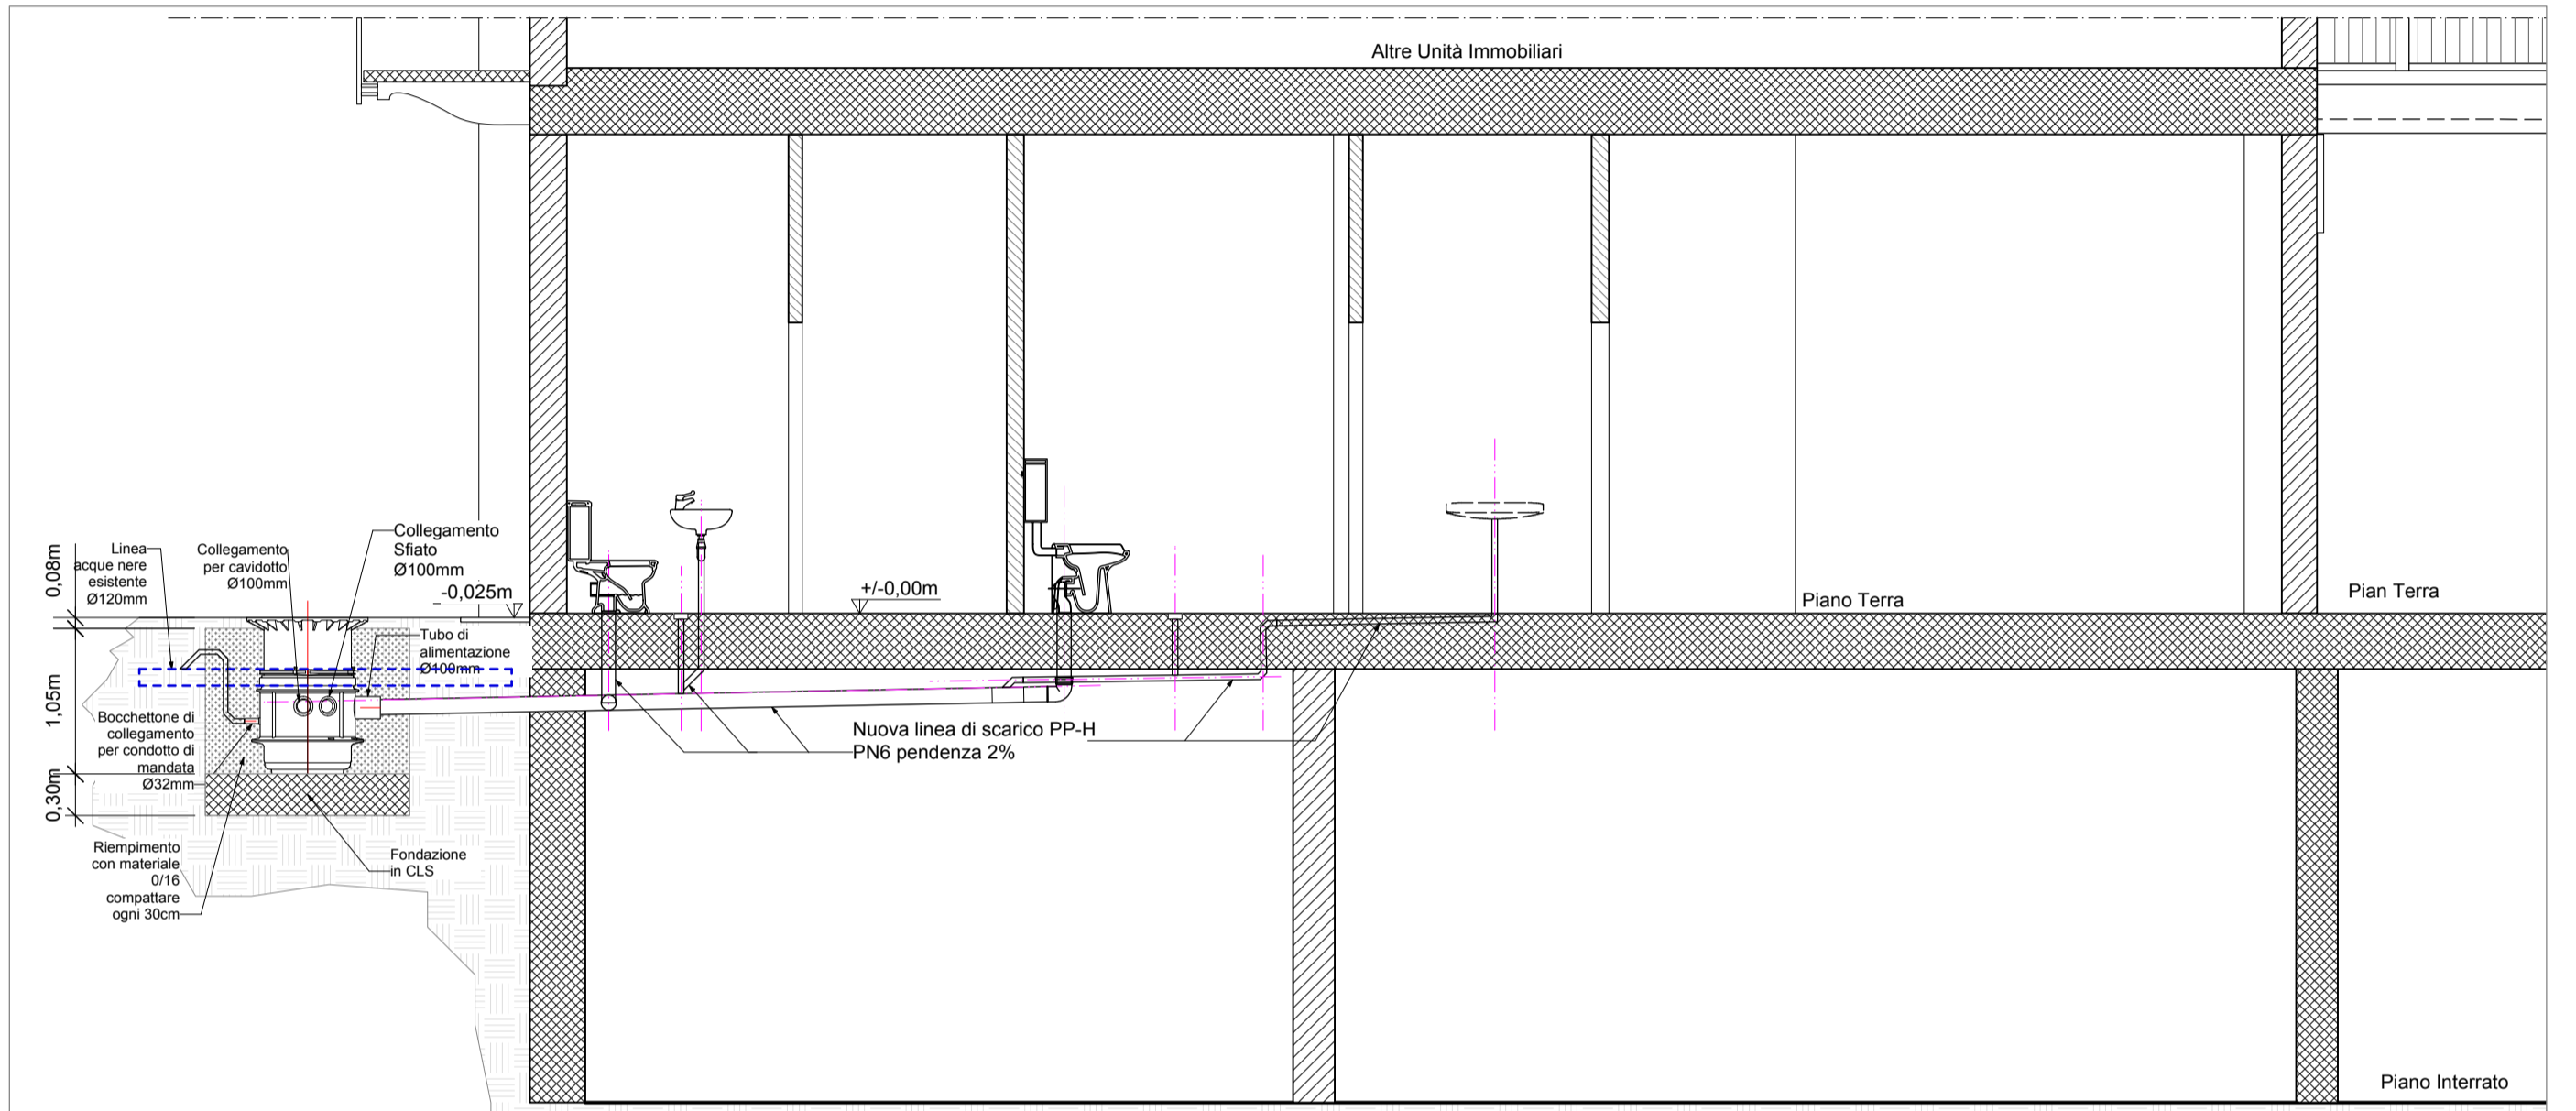 Altre Unità Immobiliari
Collegamento
Sfiato
Ø100mm
Linea
acque nere
esistente
Ø120mm
Collegamento
per cavidotto
Ø100mm
0,08m
-0,025m
+/-0,00m
Piano Terra
Pian Terra
Tubo di
alimentazione
Ø100mm
1,05m
Bocchettone di
collegamento
per condotto di
mandata
Ø32mm
Nuova linea di scarico PP-H
PN6 pendenza 2%
0,30m
Riempimento
con materiale
0/16
compattare
ogni 30cm
Fondazione
in CLS
Piano Interrato